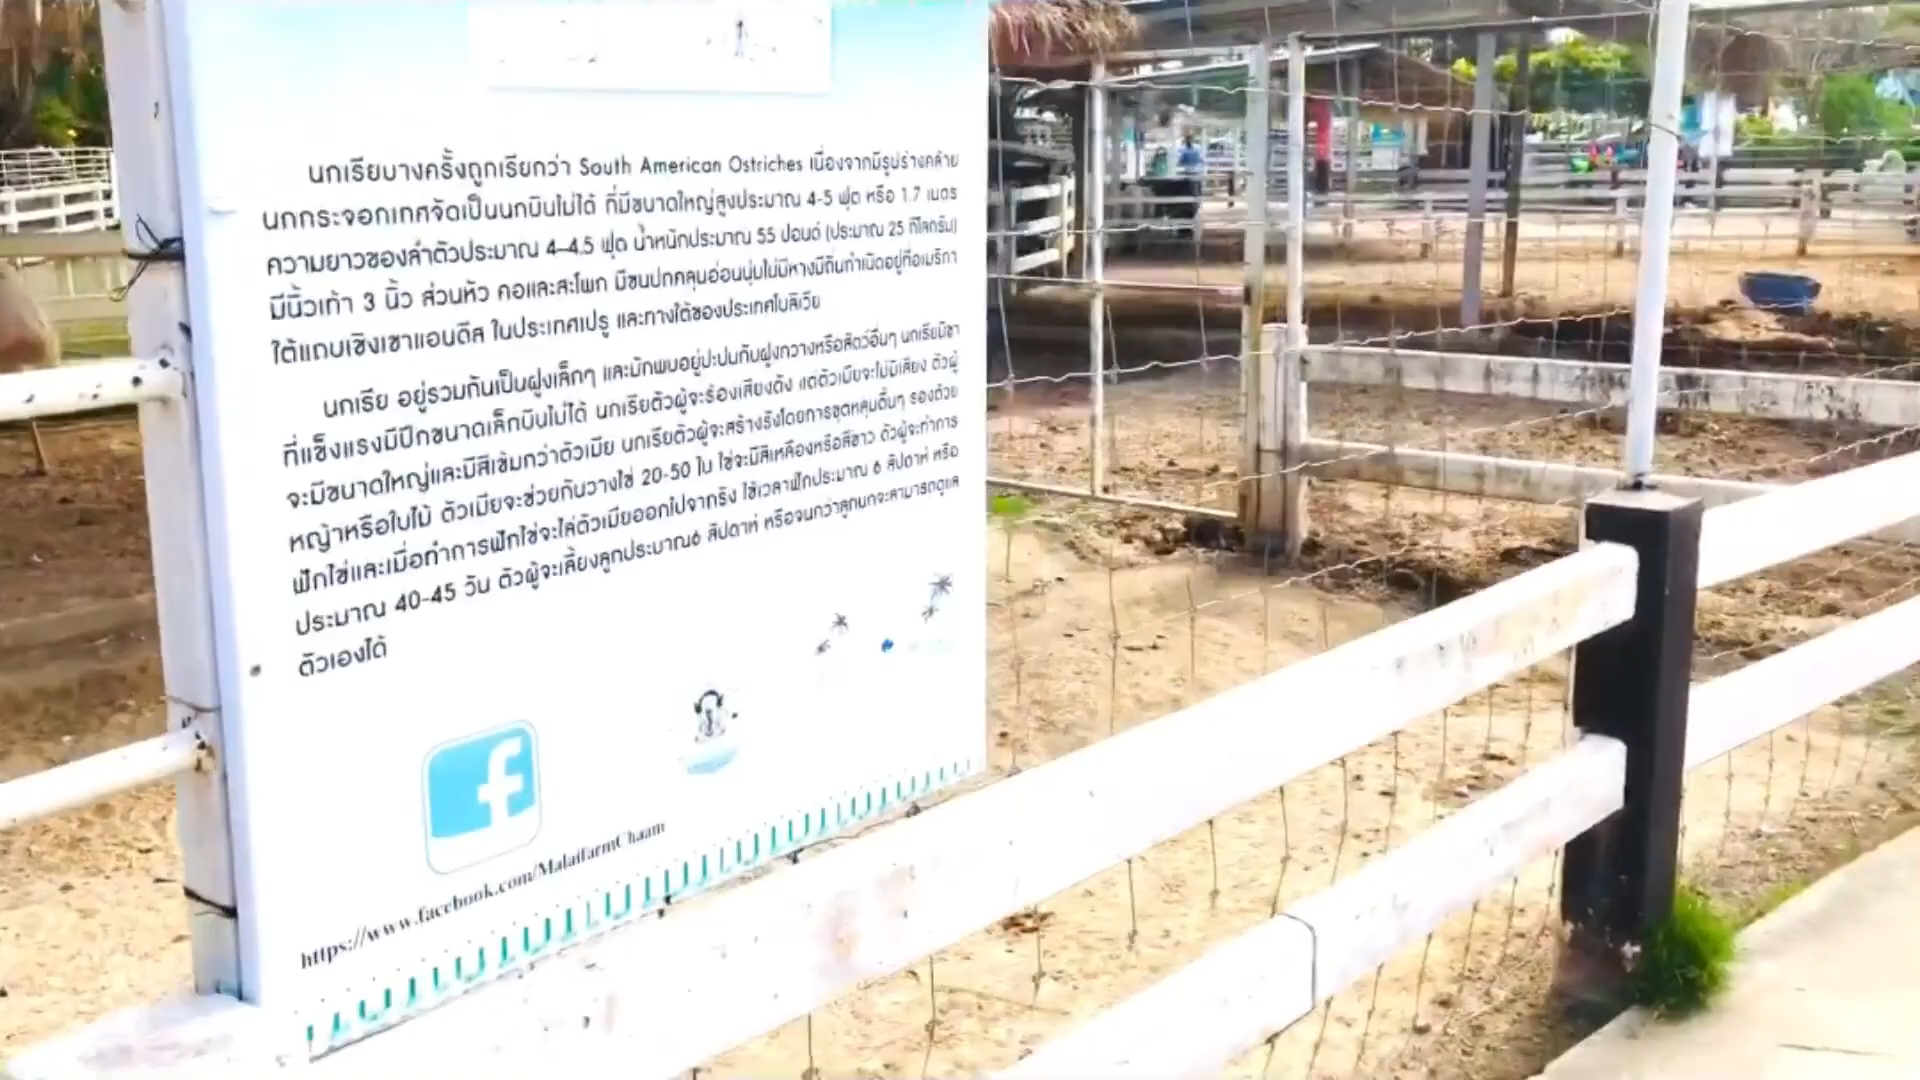 นกเรียบางครั้งถูกเรียกว่า South American Ostriches เนื่องจากมีรูปร่างคล้าย
นกกระจอกเทศจัดเป็นนกบินไม่ได้ ที่มีขนาดใหญ่สูงประมาณ 4-5 ฟุต หรือ 1.7 เมตร
ความยาวของลำตัวประมาณ 4-4.5 ฟุต น้ำหนักประมาณ 55 ปอนด์ (ประมาณ 25 กิโลกรัม)
มีนิ้วเท้า 3 นิ้ว ส่วนหัว คอและสะโพก มีขนปกคลุมอ่อนนุ่มไม่มีหางมีถิ่นกำเนิดอยู่ที่อเมริกา
ใต้แถบเชิงเขาแอนดีส ในประเทศเปรู และทางใต้ของประเทศโบลิเวีย
นกเรีย อยู่รวมกันเป็นฝูงเล็กๆ และมักพบอยู่ปะปนกับฝูงกวางหรือสัตว์อื่นๆ นกเรียมีขา
ที่แข็งแรงมีปีกขนาดเล็กบินไม่ได้ นกเรียตัวผู้จะร้องเสียงดัง แต่ตัวเมียจะไม่มีเสียง ตัวผู้
จะมีขนาดใหญ่และมีสีเข้มกว่าตัวเมีย นกเรียตัวผู้จะสร้างรังโดยการขุดหลุมตื้นๆ รองด้วย
หญ้าหรือใบไม้ ตัวเมียจะช่วยกันวางไข่ 20-50 ใบ ไข่จะมีสีเหลืองหรือสีขาว ตัวผู้จะทำการ
ฟักไข่และเมื่อทำการฟักไข่จะไล่ตัวเมียออกไปจากรัง ใช้เวลาฟักประมาณ 6 สัปดาห์ หรือ
ประมาณ 40-45 วัน ตัวผู้จะเลี้ยงลูกประมาณ6 สัปดาห์ หรือจนกว่าลูกนกจะสามารถดูแล
ตัวเองได้
https://www.facebook.com/MalaifarmChaam